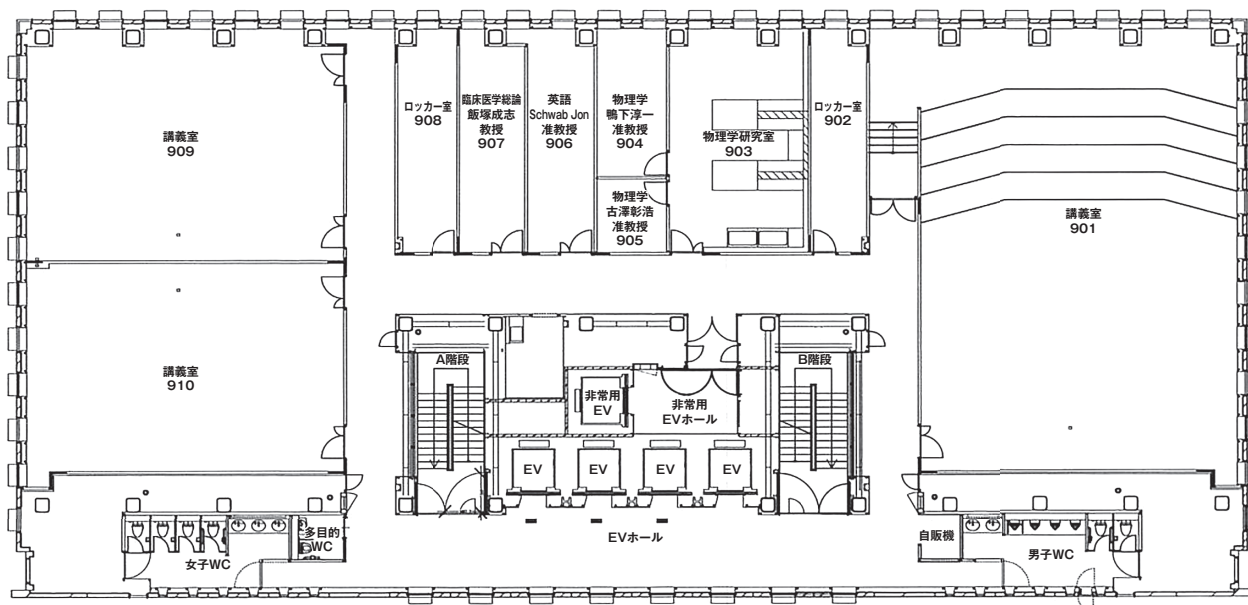 講義室
909
ロッカー室
908
臨床医学総論
飯塚成志
教授
907
英語
Schwab Jon
准教授
906
物理学
鴨下淳一
准教授
904
物理学
古澤彰浩
准教授
905
物理学研究室
903
ロッカー室
902
講義室
901
講義室
910
A階段
B階段
非常用
EV
非常用
EVホール
EV
EV
EV
EV
EVホール
多目的
WC
女子WC
自販機
男子WC